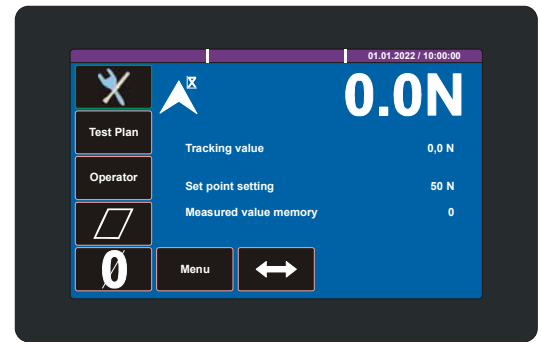 01.01.2022 / 10:00:00
0.0N
Test Plan
Tracking value 0,0 N
Operator
Set point setting 50 N
Measured value memory 0
0
Menu